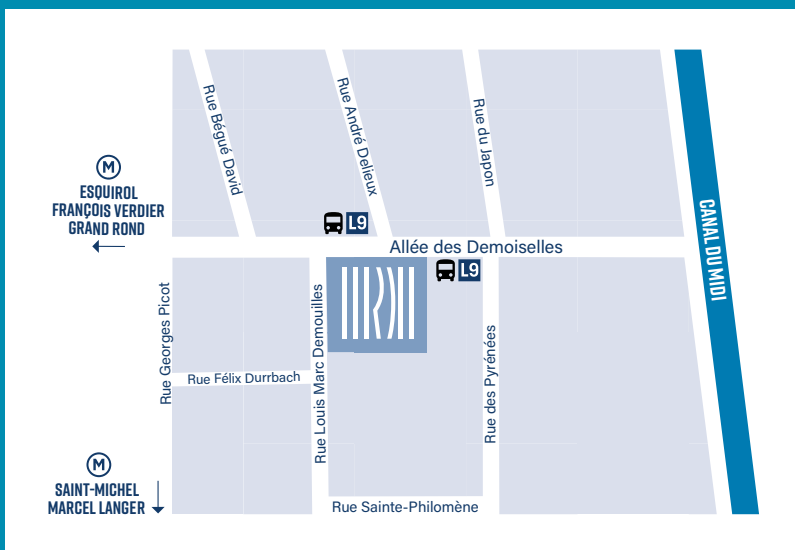 Rue Bégué David
Rue André Delieux
Rue du Japon
M
ESQUIROL
FRANÇOIS VERDIER
GRAND ROND
L9
Allée des Demoiselles
L9
CANAL DU MIDI
Rue Georges Picot
Rue Louis Marc Demouilles
Rue des Pyrénées
Rue Félix Durrbach
M
SAINT-MICHEL
MARCEL LANGER
Rue Sainte-Philomène